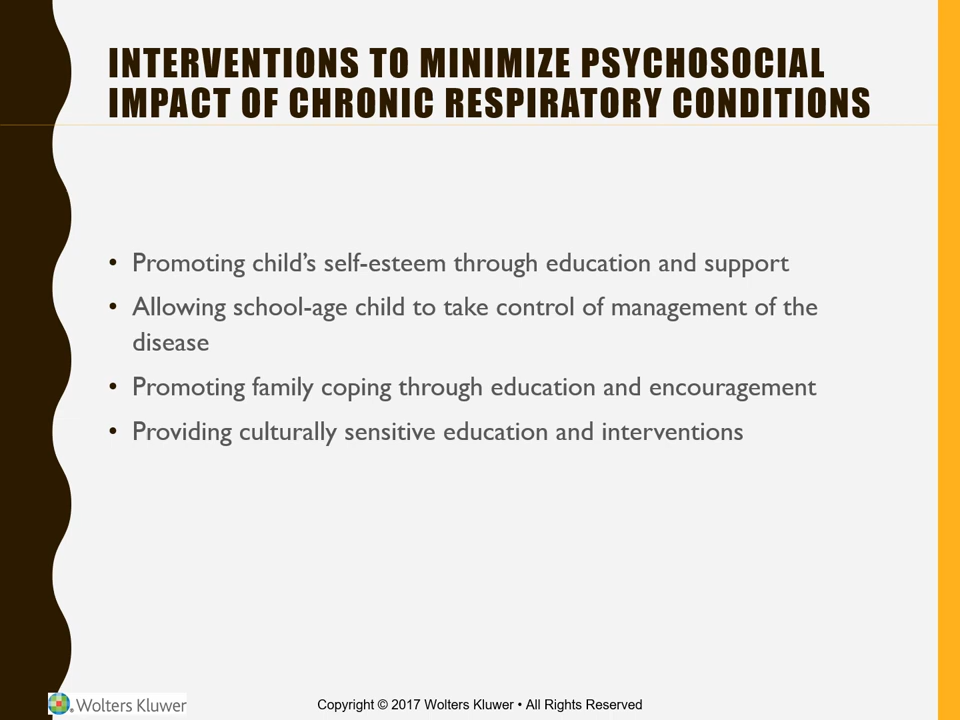 INTERVENTIONS TO MINIMIZE PSYCHOSOCIAL
IMPACT OF CHRONIC RESPIRATORY CONDITIONS
• Promoting child’s self-esteem through education and support
• Allowing school-age child to take control of management of the
disease
• Promoting family coping through education and encouragement
• Providing culturally sensitive education and interventions
Wolters Kluwer
Copyright © 2017 Wolters Kluwer • All Rights Reserved